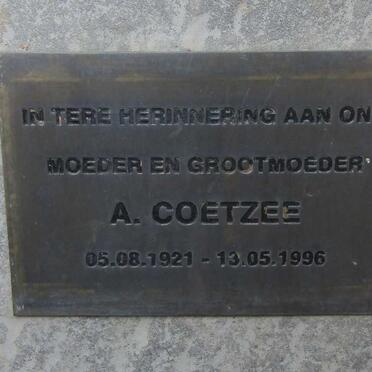 IN TERE HERINNERING AAN ON
MOEDER EN GROOTMOEDER
A. COETZEE
05.08.1921 - 13.05.1996